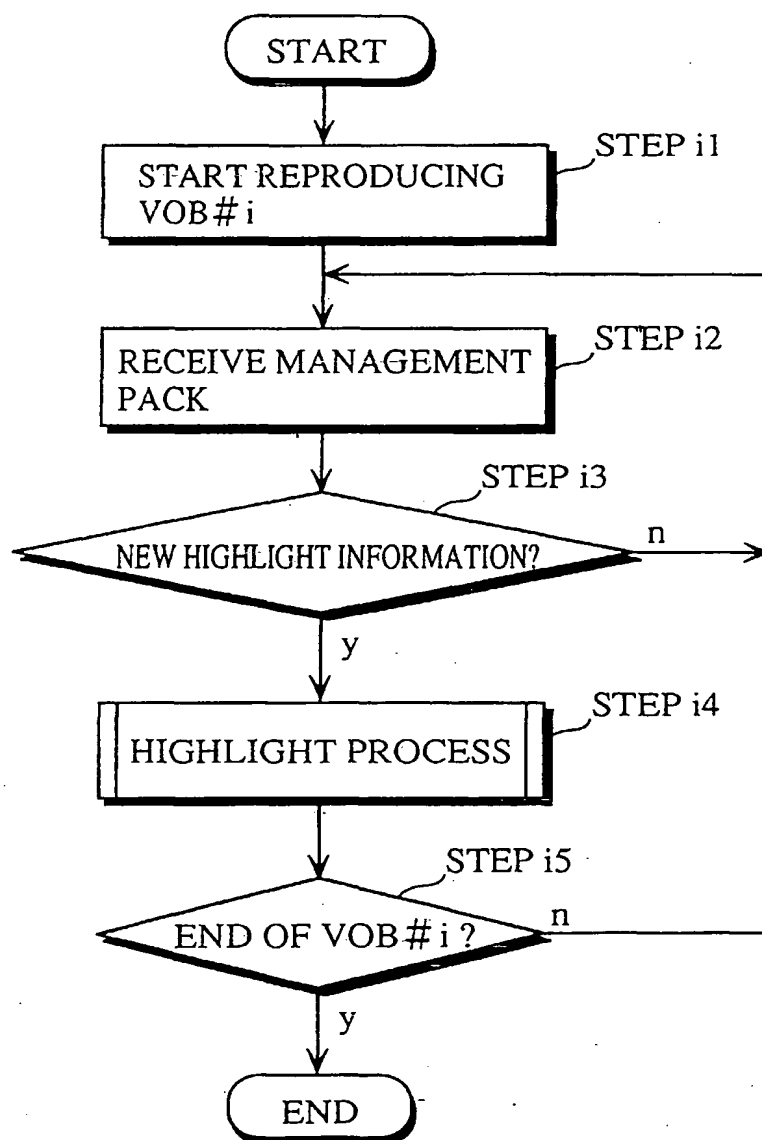 START
STEP i1
START REPRODUCING
VOB# i
STEP i2
RECEIVE MANAGEMENT
PACK
STEP i3
NEW HIGHLIGHT INFORMATION?
n
y
STEP i4
HIGHLIGHT PROCESS
STEP i5
END OF VOB# i ?
n
y
END